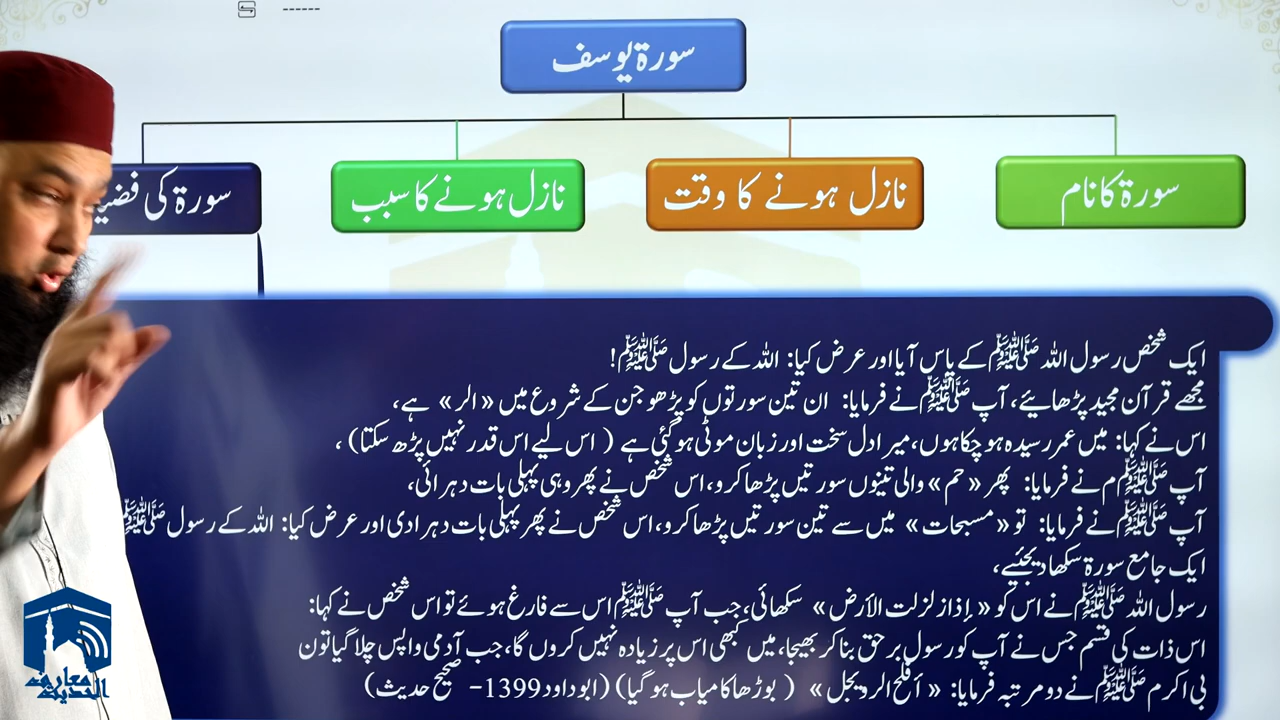 سورۃ یوسف
سورۃ کا نام
نازل ہونے کا وقت
نازل ہونے کا سبب
سورۃ کی
ایک شخص رسول اللہ ﷺ کے پاس آیا اور عرض کیا: اللہ کے رسول ﷺ!
مجھے قرآن مجید پڑھائیے، آپ ﷺ نے فرمایا: ان تین سورتوں کو پڑھو جن کے شروع میں «الر» ہے،
اس نے کہا: میں عمر رسیدہ ہو چکا ہوں، میرا دل سخت اور زبان موٹی ہو گئی ہے (اس لیے اس قدر نہیں پڑھ سکتا)،
آپ ﷺم نے فرمایا: پھر «حم» والی تینوں سورتیں پڑھا کرو، اس شخص نے پھر وہی پہلی بات دہرائی،
آپ ﷺ نے فرمایا: تو «مسبحات» میں سے تین سورتیں پڑھا کرو، اس شخص نے پھر پہلی بات دہرا دی اور عرض کیا: اللہ کے رسول ﷺ
ایک جامع سورۃ سکھا دیجئیے،
رسول اللہ ﷺ نے اس کو «إذا زلزلت الأرض» سکھائی، جب آپ ﷺ اس سے فارغ ہوئے تو اس شخص نے کہا:
اس ذات کی قسم جس نے آپ کو رسول برحق بنا کر بھیجا، میں کبھی اس پر زیادہ نہیں کروں گا، جب آدمی واپس چلا گیا تون
بی اکرم ﷺ نے دو مرتبہ فرمایا: «أفلح الرويجل» (بوڑھا کامیاب ہو گیا) (ابو داود 1399- صحیح حدیث)
معارف
الحدیث